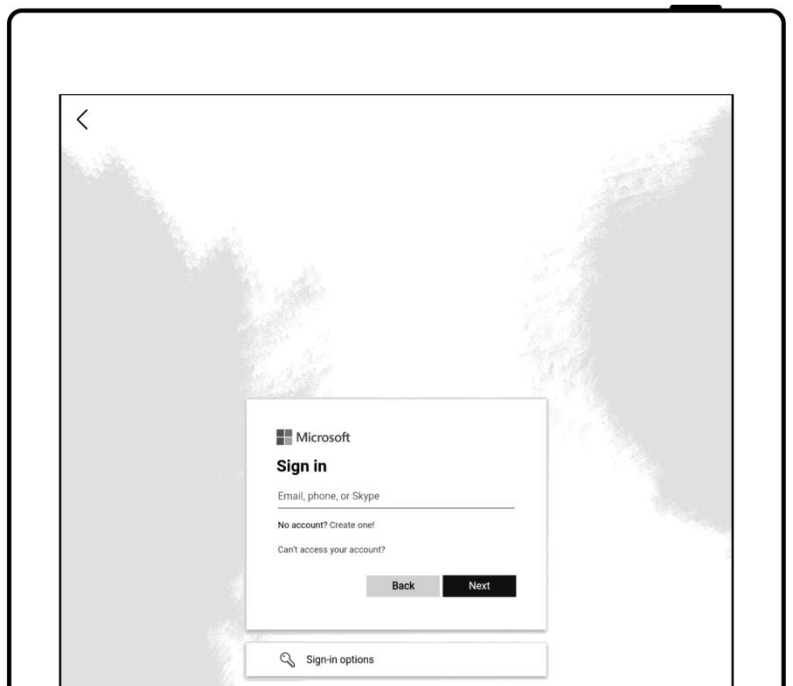 Microsoft
Sign in
Email, phone, or Skype
No account? Create one!
Can't access your account?
Back Next
Sign-in options